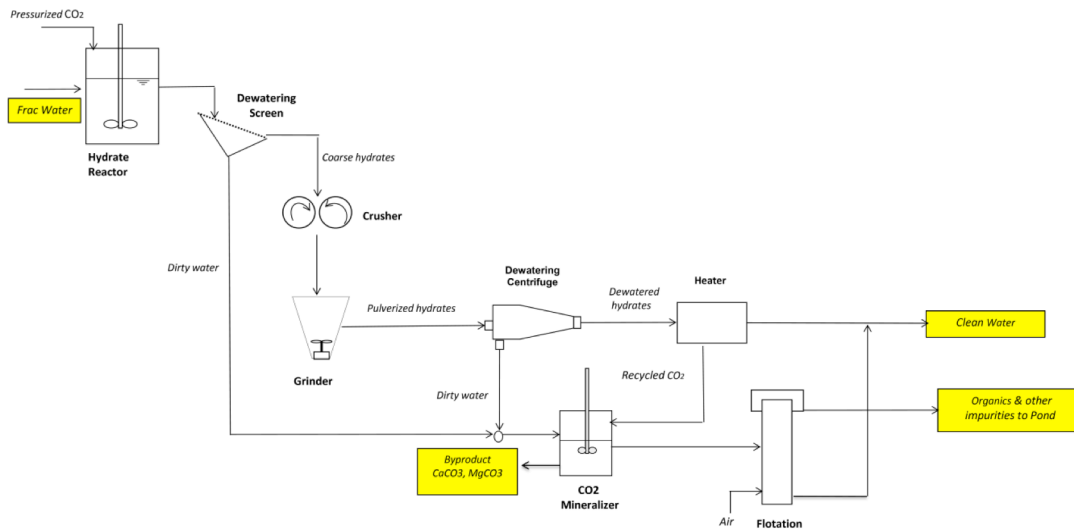 Pressurized CO2
Frac Water
Hydrate
Reactor
Dewatering
Screen
Coarse hydrates
Crusher
Dirty water
Grinder
Pulverized hydrates
Dewatering
Centrifuge
Dewatered
hydrates
Heater
Clean Water
Recycled CO2
Dirty water
Organics & other
impurities to Pond
Byproduct
CaCO3, MgCO3
CO2
Mineralizer
Air
Flotation